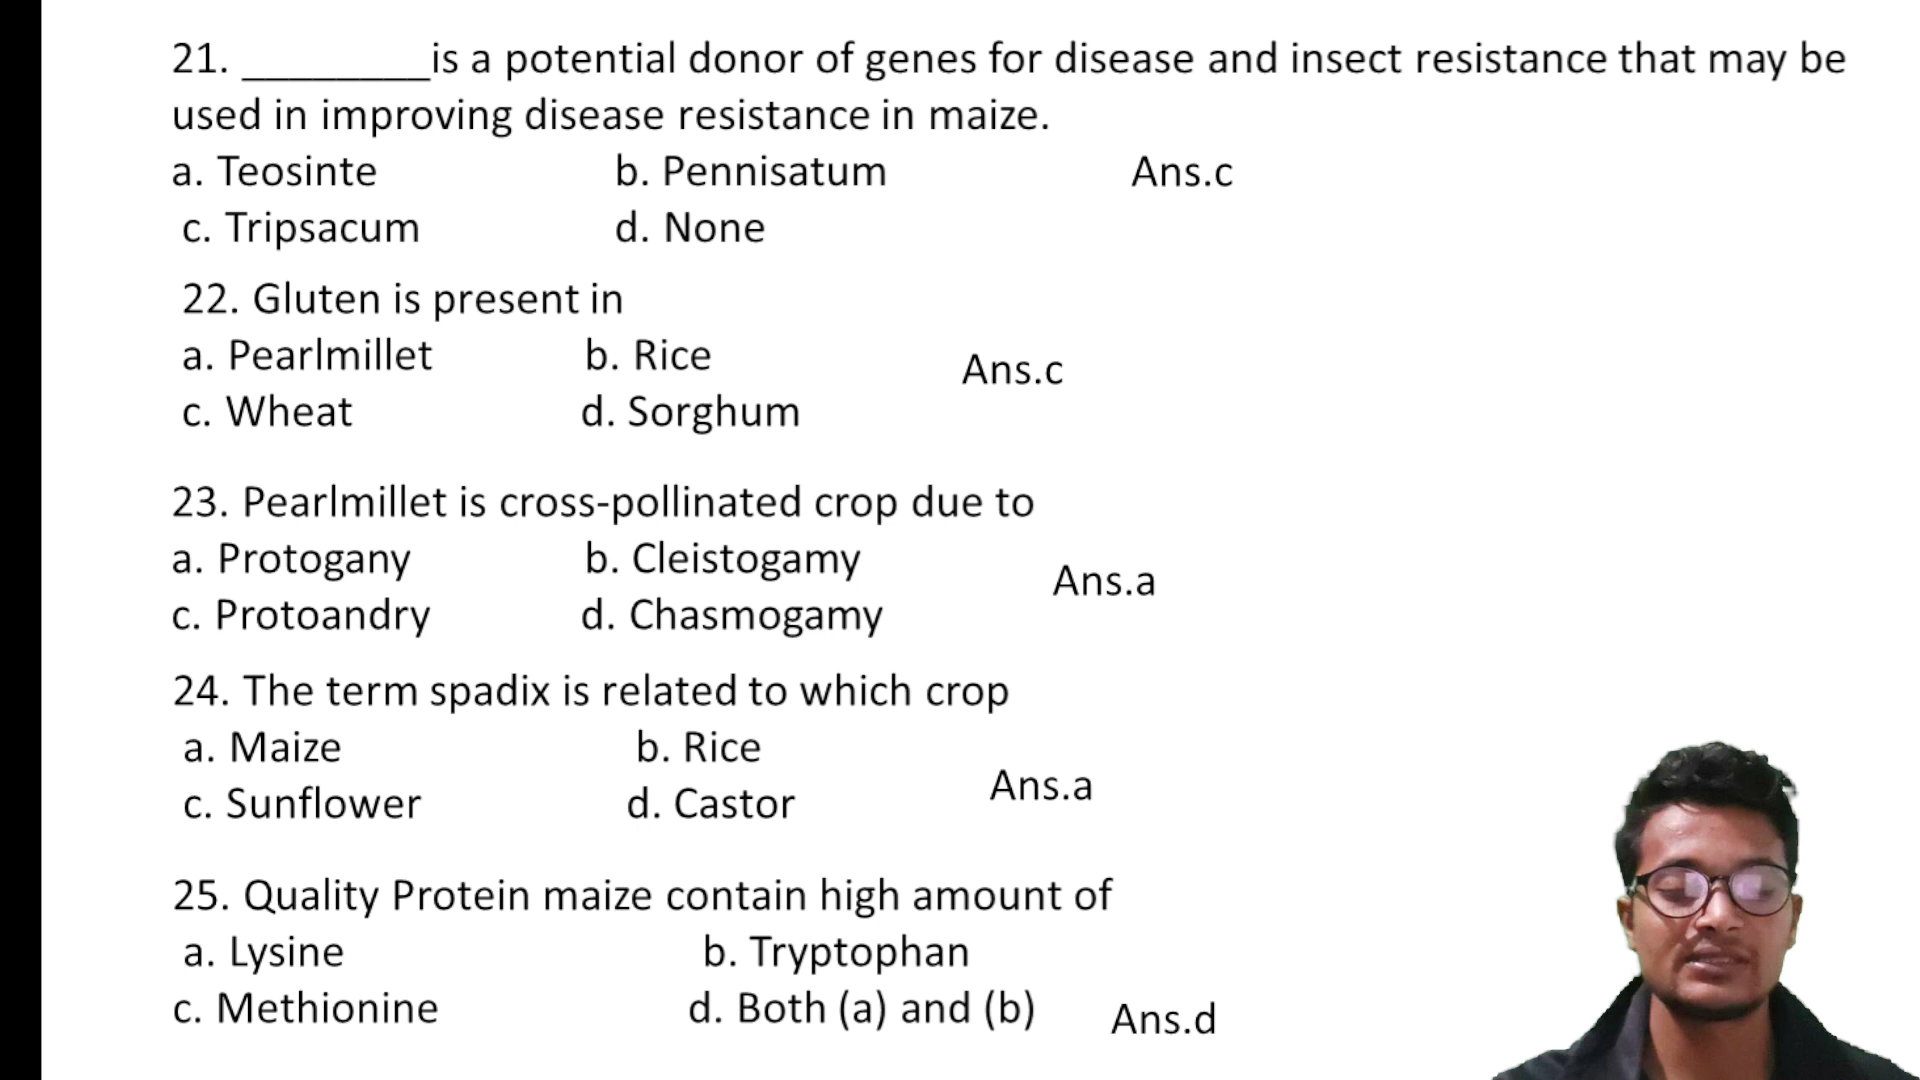 21. ________is a potential donor of genes for disease and insect resistance that may be
used in improving disease resistance in maize.
a. Teosinte b. Pennisatum Ans.c
c. Tripsacum d. None
22. Gluten is present in
a. Pearlmillet b. Rice Ans.c
c. Wheat d. Sorghum
23. Pearlmillet is cross-pollinated crop due to
a. Protogany b. Cleistogamy Ans.a
c. Protoandry d. Chasmogamy
24. The term spadix is related to which crop
a. Maize b. Rice
Ans.a
c. Sunflower d. Castor
25. Quality Protein maize contain high amount of
a. Lysine b. Tryptophan
c. Methionine d. Both (a) and (b) Ans.d